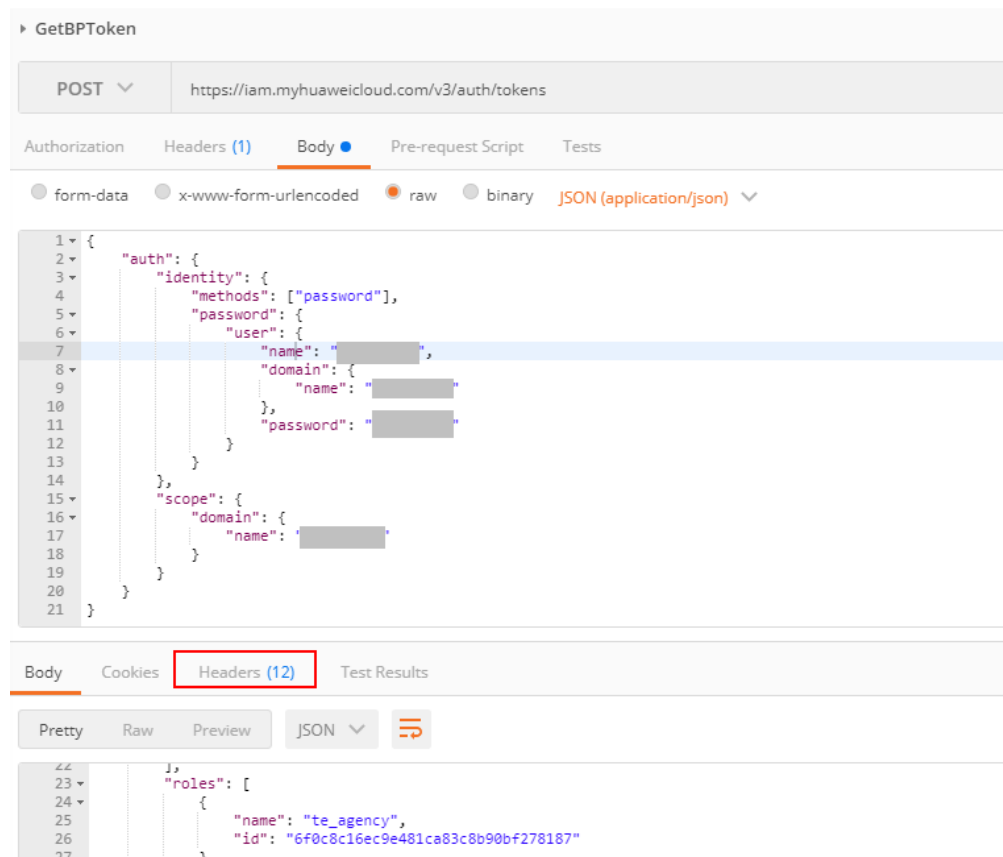 GetBPToken
POST https://iam.myhuaweicloud.com/v3/auth/tokens
Authorization Headers (1) Body Pre-request Script Tests
form-data x-www-form-urlencoded raw binary JSON (application/json)
1 {
2 "auth": {
3 "identity": {
4 "methods": ["password"],
5 "password": {
6 "user": {
7 "name": " ",
8 "domain": {
9 "name": " "
10 },
11 "password": " "
12 }
13 }
14 },
15 "scope": {
16 "domain": {
17 "name": " "
18 }
19 }
20 }
21 }
Body Cookies Headers (12) Test Results
Pretty Raw Preview JSON
22 ],
23 "roles": [
24 {
25 "name": "te_agency",
26 "id": "6f0c8c16ec9e481ca83c8b90bf278187"
27 }